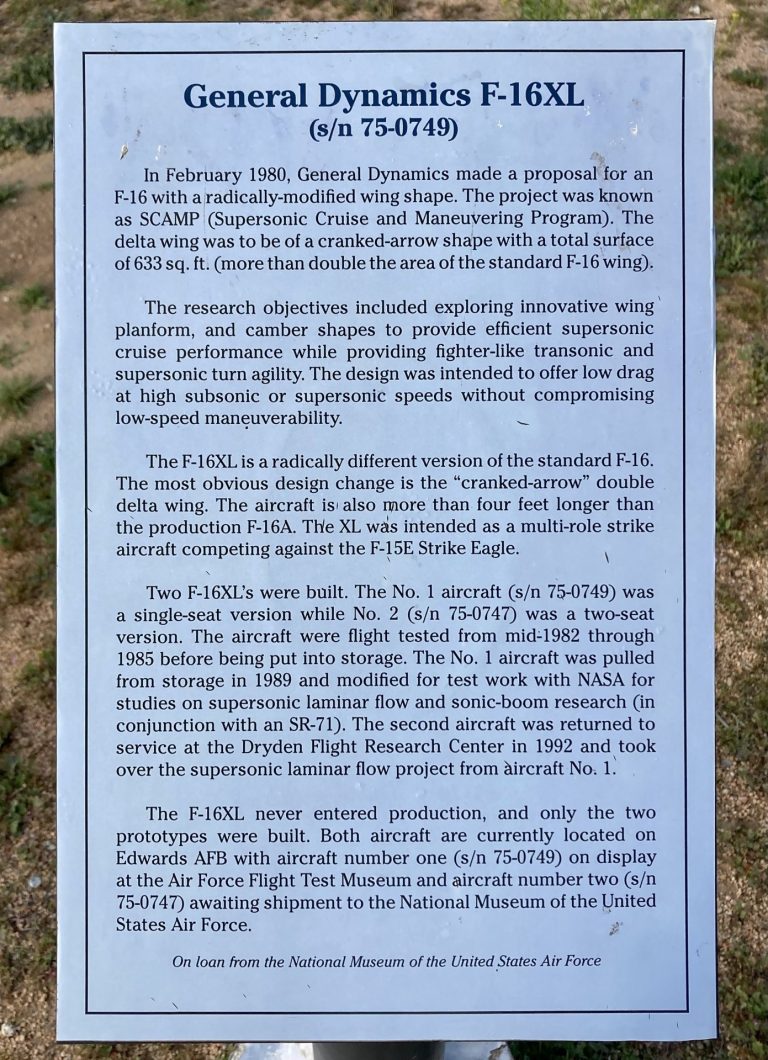 General Dynamics F-16XL
(s/n 75-0749)
In February 1980, General Dynamics made a proposal for an
F-16 with a radically-modified wing shape. The project was known
as SCAMP (Supersonic Cruise and Maneuvering Program). The
delta wing was to be of a cranked-arrow shape with a total surface
of 633 sq. ft. (more than double the area of the standard F-16 wing).
The research objectives included exploring innovative wing
planform, and camber shapes to provide efficient supersonic
cruise performance while providing fighter-like transonic and
supersonic turn agility. The design was intended to offer low drag
at high subsonic or supersonic speeds without compromising
low-speed maneuverability.
The F-16XL is a radically different version of the standard F-16.
The most obvious design change is the “cranked-arrow” double
delta wing. The aircraft is also more than four feet longer than
the production F-16A. The XL was intended as a multi-role strike
aircraft competing against the F-15E Strike Eagle.
Two F-16XL's were built. The No. 1 aircraft (s/n 75-0749) was
a single-seat version while No. 2 (s/n 75-0747) was a two-seat
version. The aircraft were flight tested from mid-1982 through
1985 before being put into storage. The No. 1 aircraft was pulled
from storage in 1989 and modified for test work with NASA for
studies on supersonic laminar flow and sonic-boom research (in
conjunction with an SR-71). The second aircraft was returned to
service at the Dryden Flight Research Center in 1992 and took
over the supersonic laminar flow project from aircraft No. 1.
The F-16XL never entered production, and only the two
prototypes were built. Both aircraft are currently located on
Edwards AFB with aircraft number one (s/n 75-0749) on display
at the Air Force Flight Test Museum and aircraft number two (s/n
75-0747) awaiting shipment to the National Museum of the United
States Air Force.
On loan from the National Museum of the United States Air Force